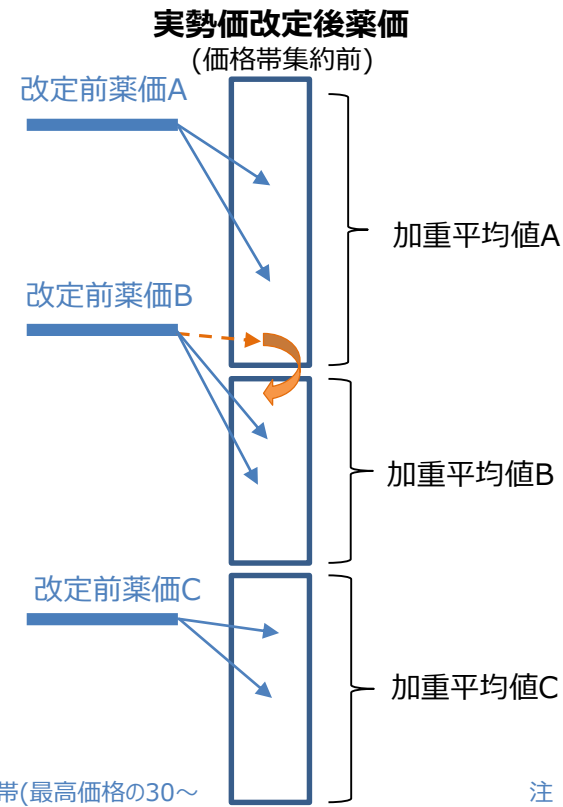 実勢価改定後薬価
(価格帯集約前)
改定前薬価A
加重平均値A
改定前薬価B
加重平均値B
改定前薬価C
加重平均値C
帯(最高価格の30～
注